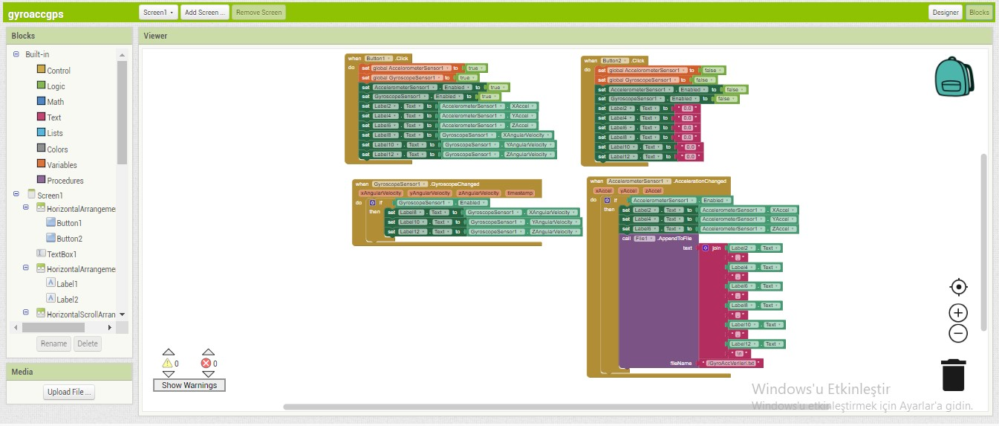 gyroaccgps
Screen1
Add Screen ...
Remove Screen
Designer
Blocks
Blocks
Viewer
Built-in
Control
Logic
Math
Text
Lists
Colors
Variables
Procedures
Screen1
HorizontalArrangeme
Button1
Button2
TextBox1
HorizontalArrangeme
Label1
Label2
HorizontalScrollArran
Rename
Delete
Media
Upload File ...
when Button1 .Click
do set global AccelorometerSensor1 to true
set global GyroscopeSensor1 to true
set AccelerometerSensor1 . Enabled to true
set GyroscopeSensor1 . Enabled to true
set Label2 . Text to AccelerometerSensor1 . XAccel
set Label4 . Text to AccelerometerSensor1 . YAccel
set Label6 . Text to AccelerometerSensor1 . ZAccel
set Label8 . Text to GyroscopeSensor1 . XAngularVelocity
set Label10 . Text to GyroscopeSensor1 . YAngularVelocity
set Label12 . Text to GyroscopeSensor1 . ZAngularVelocity
when Button2 .Click
do set global AccelorometerSensor1 to false
set global GyroscopeSensor1 to false
set AccelerometerSensor1 . Enabled to false
set GyroscopeSensor1 . Enabled to false
set Label2 . Text to " 0.0 "
set Label4 . Text to " 0.0 "
set Label6 . Text to " 0.0 "
set Label8 . Text to " 0.0 "
set Label10 . Text to " 0.0 "
set Label12 . Text to " 0.0 "
when GyroscopeSensor1 .GyroscopeChanged
xAngularVelocity yAngularVelocity zAngularVelocity timestamp
do if GyroscopeSensor1 . Enabled
then set Label8 . Text to GyroscopeSensor1 . XAngularVelocity
set Label10 . Text to GyroscopeSensor1 . YAngularVelocity
set Label12 . Text to GyroscopeSensor1 . ZAngularVelocity
when AccelerometerSensor1 .AccelerationChanged
xAccel yAccel zAccel
do if AccelerometerSensor1 . Enabled
then set Label2 . Text to AccelerometerSensor1 . XAccel
set Label4 . Text to AccelerometerSensor1 . YAccel
set Label6 . Text to AccelerometerSensor1 . ZAccel
call File1 .AppendToFile
text join Label2 . Text
Label4 . Text
Label6 . Text
Label8 . Text
Label10 . Text
Label12 . Text
" \n "
fileName " /GyroAccVerileri.txt "
0
0
Show Warnings
Windows'u Etkinleştir
Windows'u etkinleştirmek için Ayarlar'a gidin.